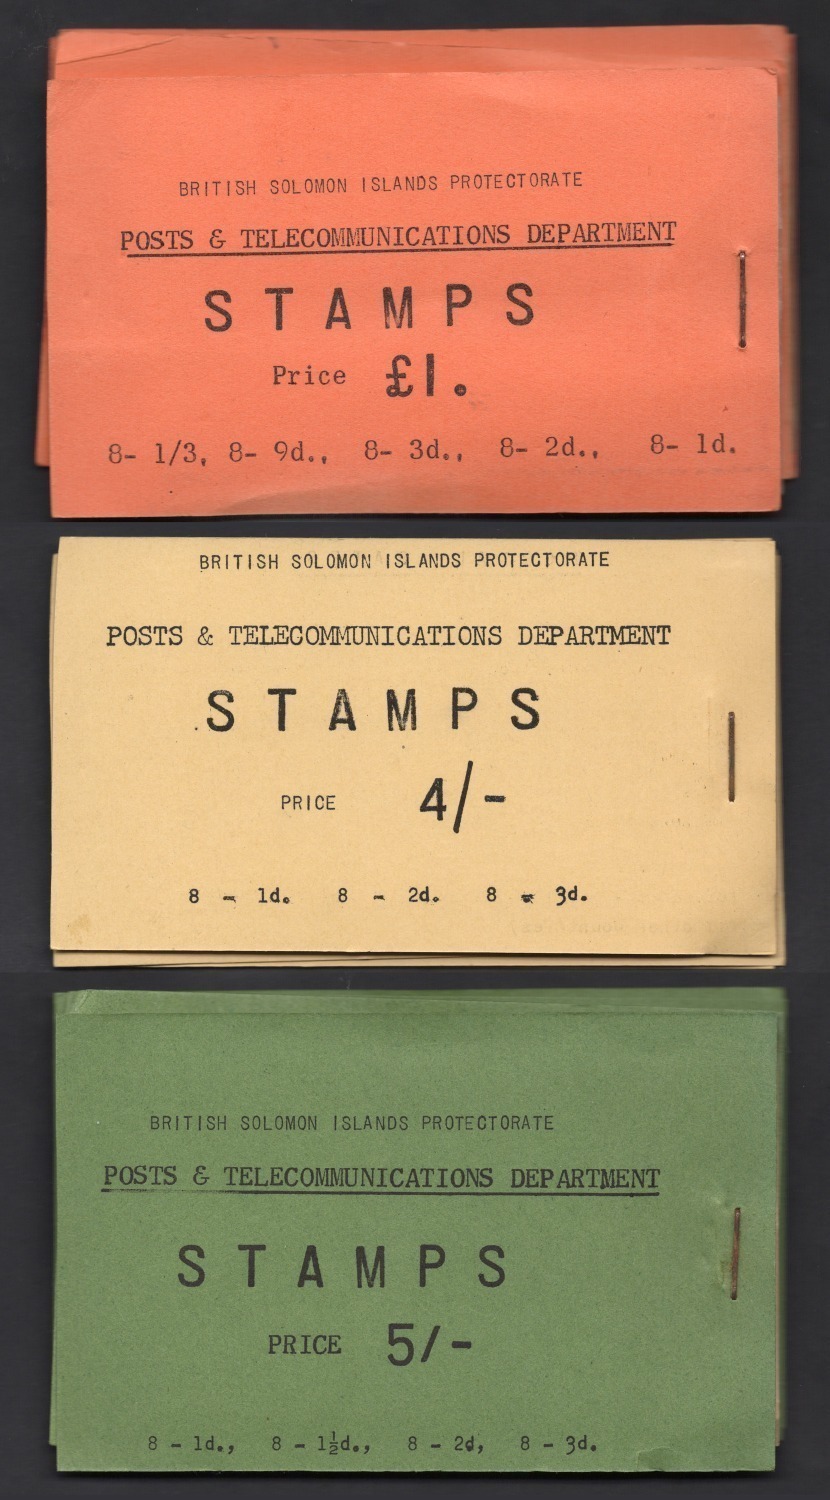 BRITISH SOLOMON ISLANDS PROTECTORATE
POSTS & TELECOMMUNICATIONS DEPARTMENT
STAMPS
Price £1.
8- 1/3, 8- 9d., 8- 3d., 8- 2d., 8- 1d.
BRITISH SOLOMON ISLANDS PROTECTORATE
POSTS & TELECOMMUNICATIONS DEPARTMENT
STAMPS
PRICE 4/-
8 - 1d. 8 - 2d. 8 - 3d.
BRITISH SOLOMON ISLANDS PROTECTORATE
POSTS & TELECOMMUNICATIONS DEPARTMENT
STAMPS
PRICE 5/-
8 - 1d., 8 - 1½d., 8 - 2d, 8 - 3d.